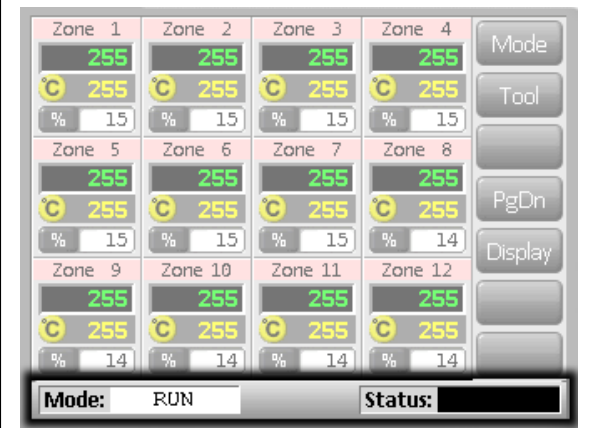 Zone 1 Zone 2 Zone 3 Zone 4 Mode
255 255 255 255
°C 255 °C 255 °C 255 °C 255 Tool
% 15 % 15 % 15 % 15
Zone 5 Zone 6 Zone 7 Zone 8
255 255 255 255
°C 255 °C 255 °C 255 °C 255 PgDn
% 15 % 15 % 15 % 14
Display
Zone 9 Zone 10 Zone 11 Zone 12
255 255 255 255
°C 255 °C 255 °C 255 °C 255
% 14 % 14 % 14 % 14
Mode: RUN Status: